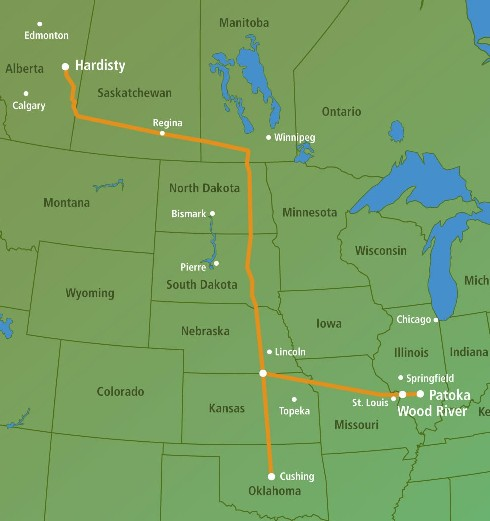 Manitoba
Edmonton
Alberta
Hardisty
Saskatchewan
Calgary
Ontario
Regina
Winnipeg
North Dakota
Montana
Minnesota
Bismark
Wisconsin
Pierre
South Dakota
Mich
Wyoming
Chicago
Iowa
Nebraska
Lincoln
Illinois
Indiana
Springfield
Colorado
Patoka
St. Louis
Wood River
Kansas
Topeka
Ke
Missouri
Cushing
Oklahoma